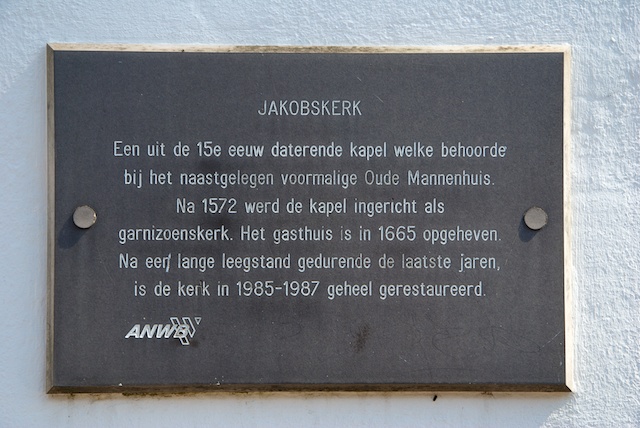 JAKOBSKERK
Een uit de 15e eeuw daterende kapel welke behoorde
bij het naastgelegen voormalige Oude Mannenhuis.
Na 1572 werd de kapel ingericht als
garnizoenskerk. Het gasthuis is in 1665 opgeheven.
Na een lange leegstand gedurende de laatste jaren,
is de kerk in 1985-1987 geheel gerestaureerd.
ANWB